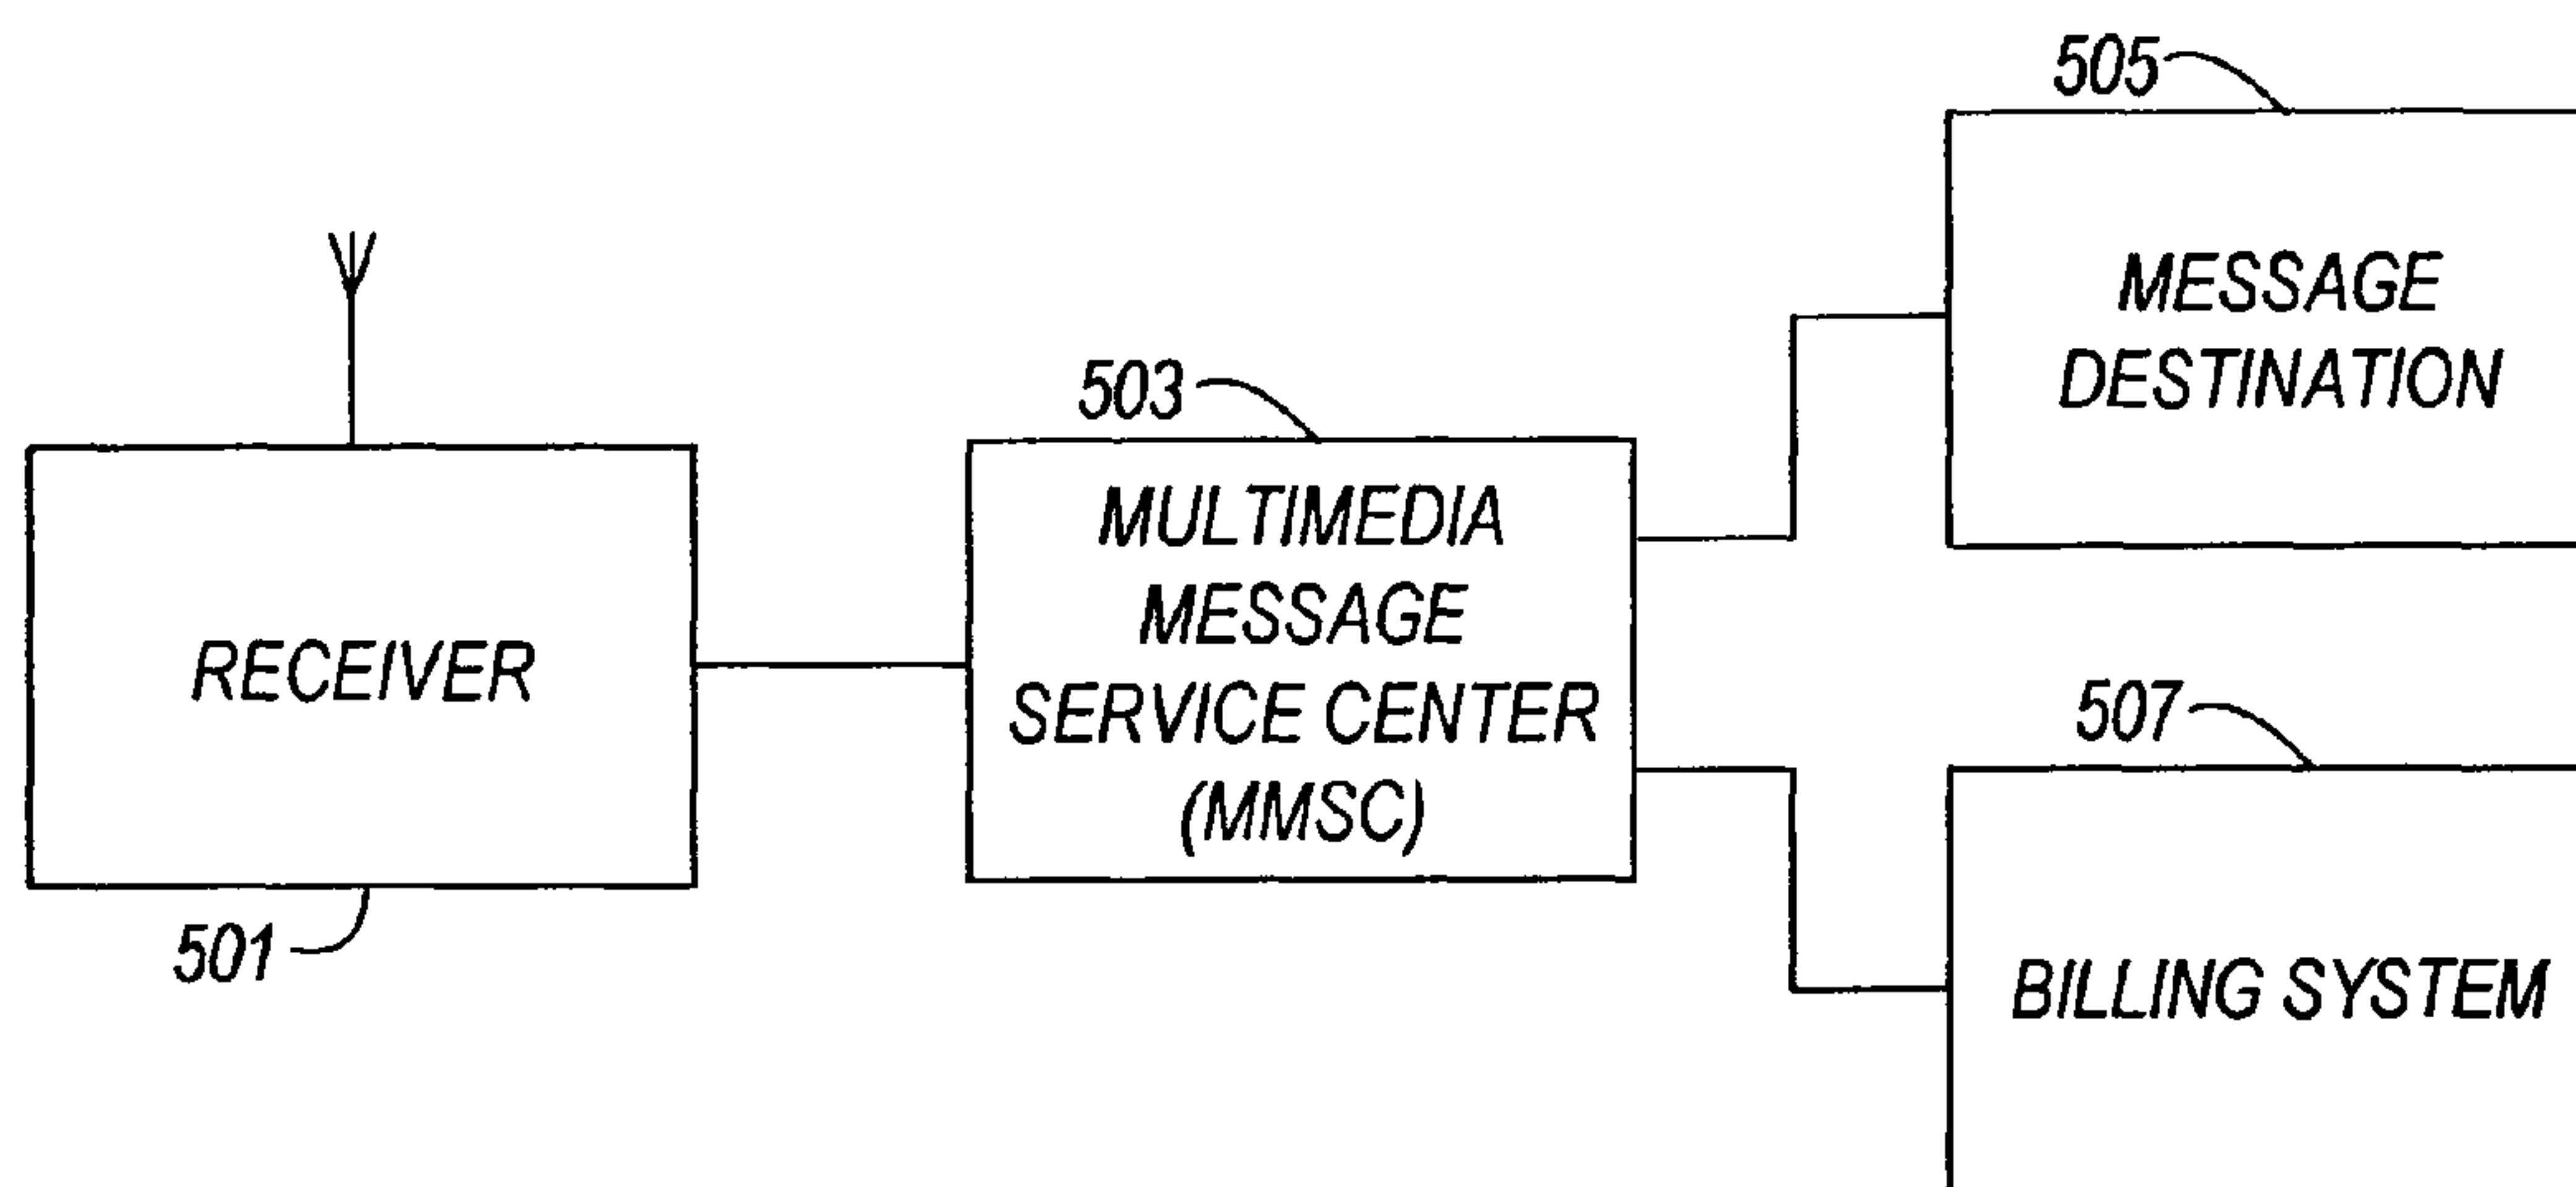 505
MESSAGE
DESTINATION
503
MULTIMEDIA
MESSAGE
SERVICE CENTER
(MMSC)
RECEIVER
501
507
BILLING SYSTEM